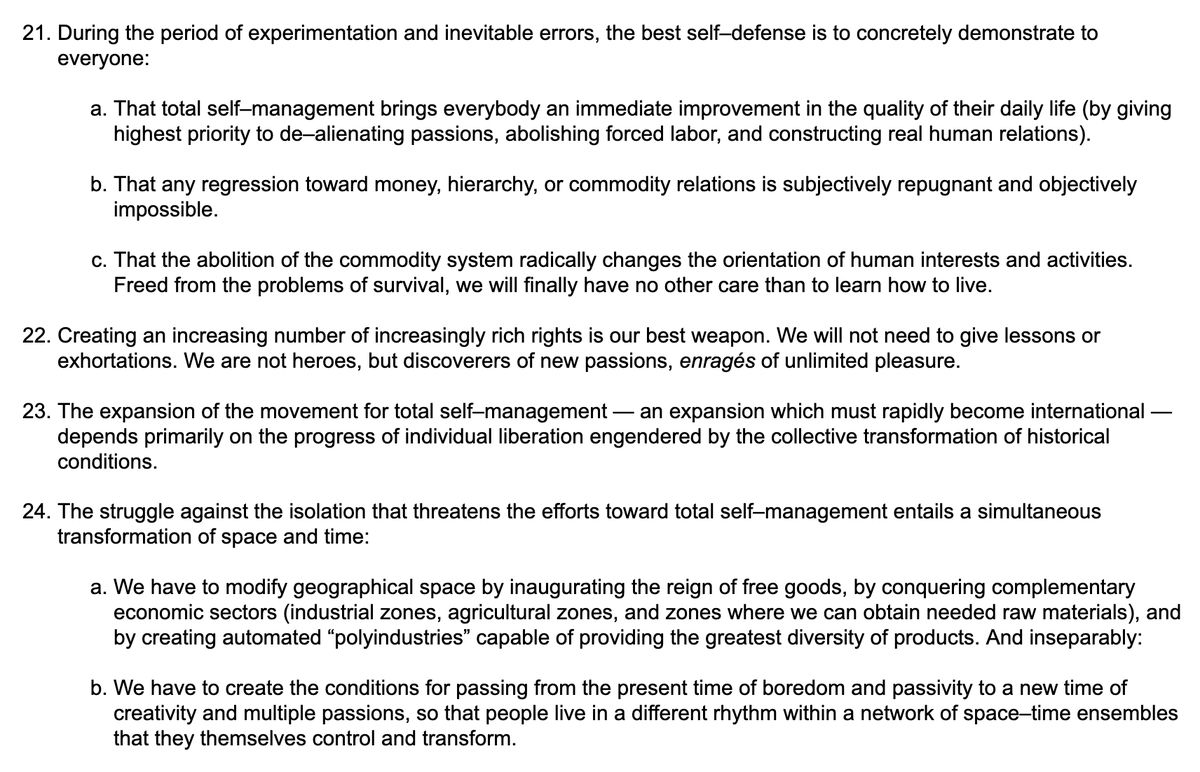 21. During the period of experimentation and inevitable errors, the best self–defense is to concretely demonstrate to
everyone:
a. That total self–management brings everybody an immediate improvement in the quality of their daily life (by giving
highest priority to de–alienating passions, abolishing forced labor, and constructing real human relations).
b. That any regression toward money, hierarchy, or commodity relations is subjectively repugnant and objectively
impossible.
c. That the abolition of the commodity system radically changes the orientation of human interests and activities.
Freed from the problems of survival, we will finally have no other care than to learn how to live.
22. Creating an increasing number of increasingly rich rights is our best weapon. We will not need to give lessons or
exhortations. We are not heroes, but discoverers of new passions, enragés of unlimited pleasure.
23. The expansion of the movement for total self–management — an expansion which must rapidly become international —
depends primarily on the progress of individual liberation engendered by the collective transformation of historical
conditions.
24. The struggle against the isolation that threatens the efforts toward total self–management entails a simultaneous
transformation of space and time:
a. We have to modify geographical space by inaugurating the reign of free goods, by conquering complementary
economic sectors (industrial zones, agricultural zones, and zones where we can obtain needed raw materials), and
by creating automated “polyindustries” capable of providing the greatest diversity of products. And inseparably:
b. We have to create the conditions for passing from the present time of boredom and passivity to a new time of
creativity and multiple passions, so that people live in a different rhythm within a network of space–time ensembles
that they themselves control and transform.